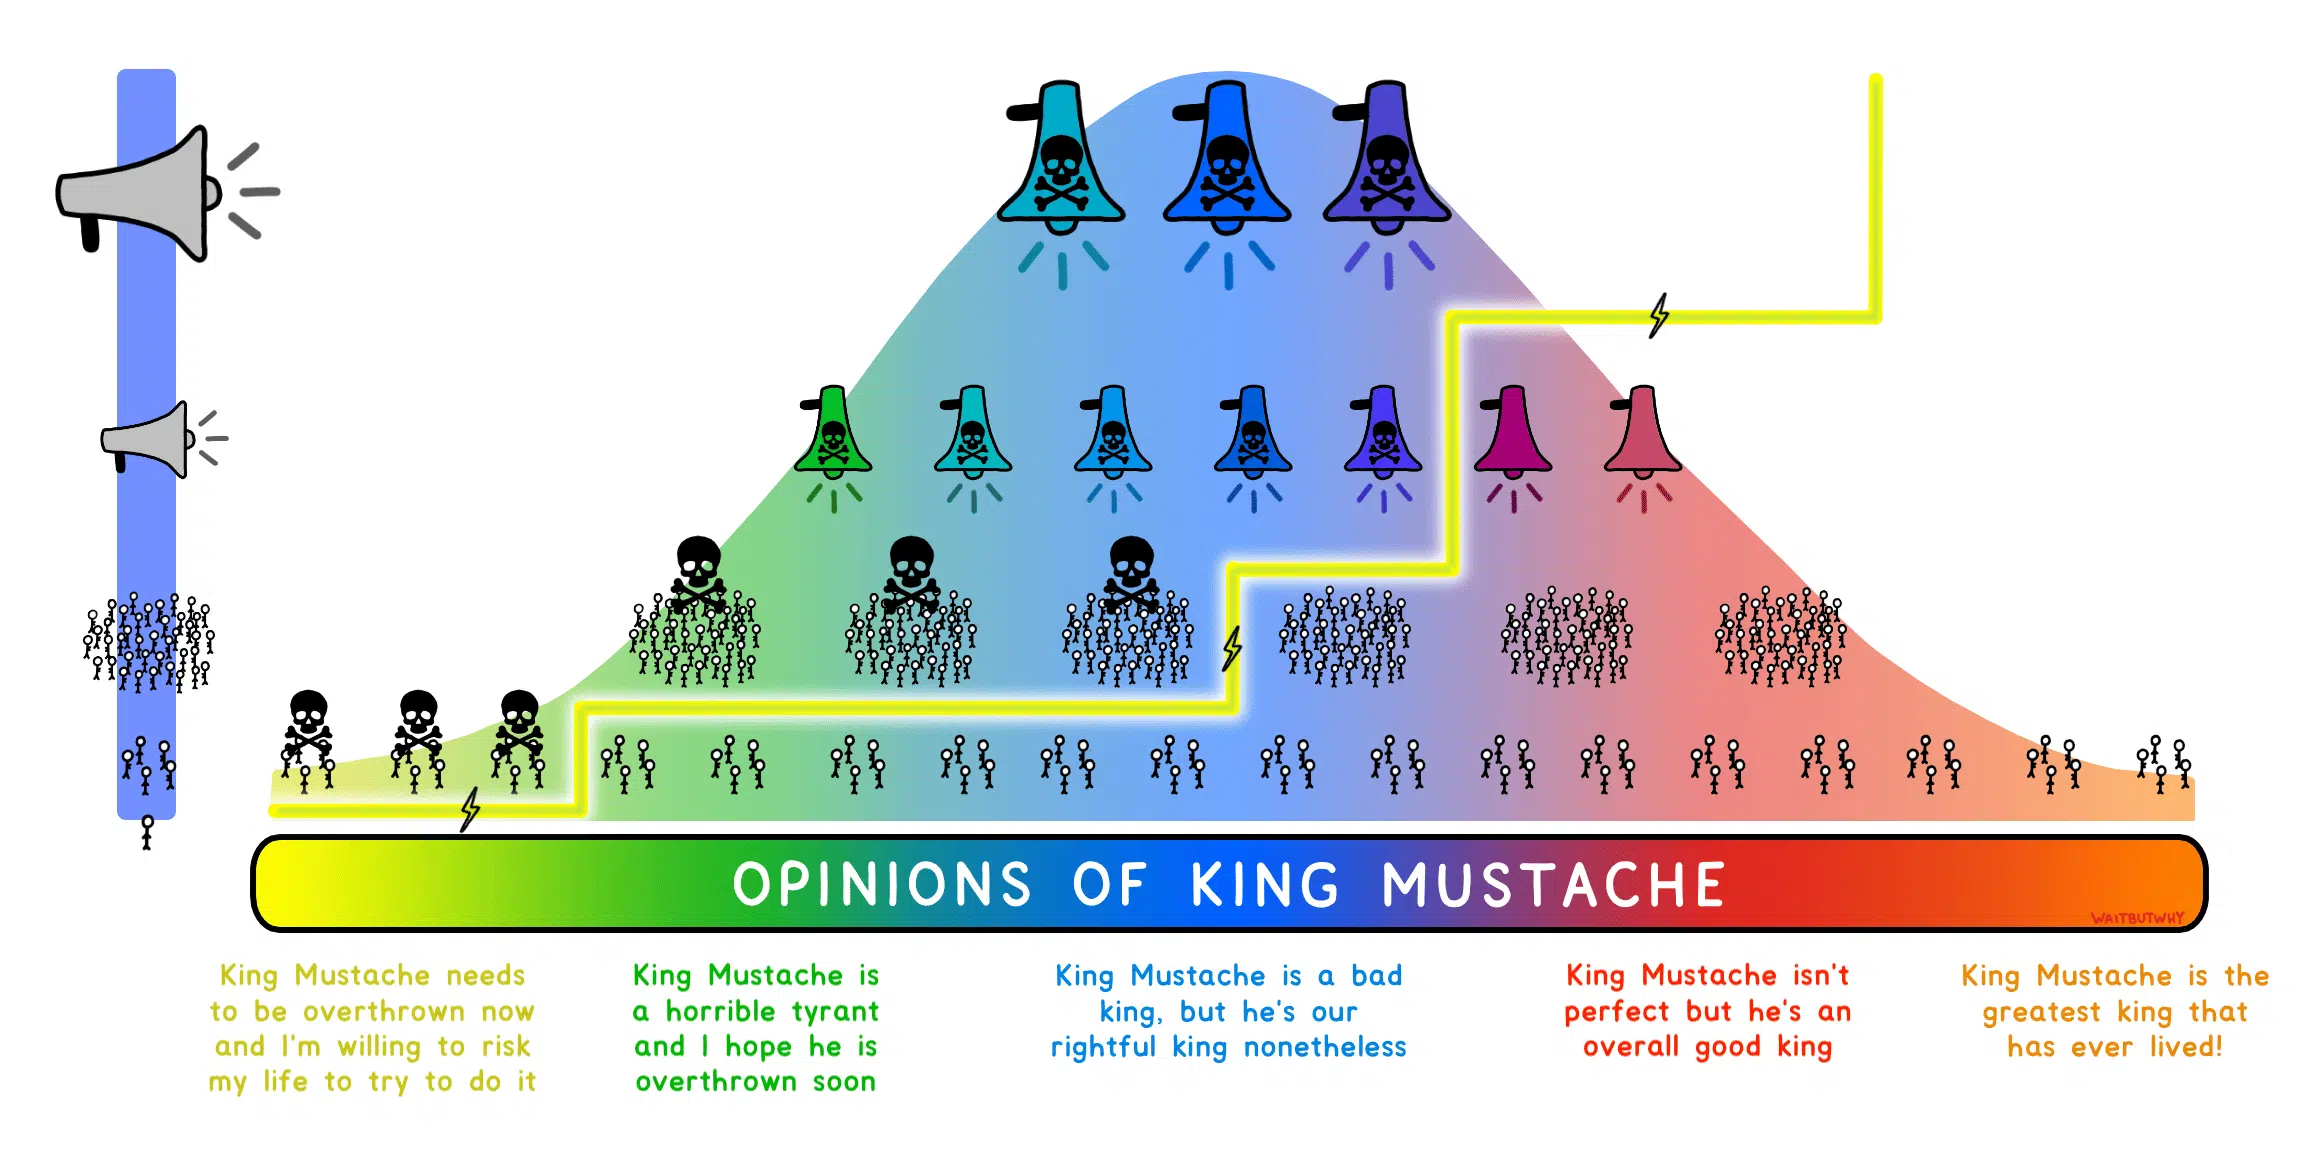 OPINIONS OF KING MUSTACHE
WAITBUTWHY
King Mustache needs
to be overthrown now
and I'm willing to risk
my life to try to do it
King Mustache is
a horrible tyrant
and I hope he is
overthrown soon
King Mustache is a bad
king, but he's our
rightful king nonetheless
King Mustache isn't
perfect but he's an
overall good king
King Mustache is the
greatest king that
has ever lived!